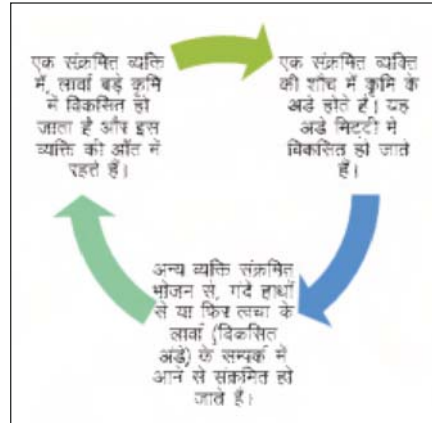 एक संक्रमित व्यक्ति
में, लार्वा बड़े कृमि
में विकसित हो
जाता है और इस
व्यक्ति की आँत में
रहते हैं।
एक संक्रमित व्यक्ति
की शौच में कृमि के
अंडे होते हैं। यह
अंडे मिट्टी में
विकसित हो जाते
हैं।
अन्य व्यक्ति संक्रमित
भोजन से, गंदे हाथों
से या फिर त्वचा के
लार्वा (विकसित
अंडे) के सम्पर्क में
आने से संक्रमित हो
जाते हैं।